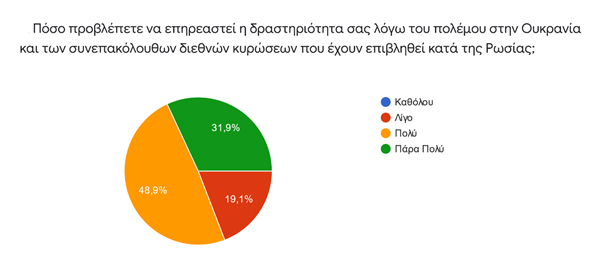 Πόσο προβλέπετε να επηρεαστεί η δραστηριότητα σας λόγω του πολέμου στην Ουκρανία
και των συνεπακόλουθων διεθνών κυρώσεων που έχουν επιβληθεί κατά της Ρωσίας;
Καθόλου
Λίγο
Πολύ
Πάρα Πολύ
31,9%
48,9%
19,1%